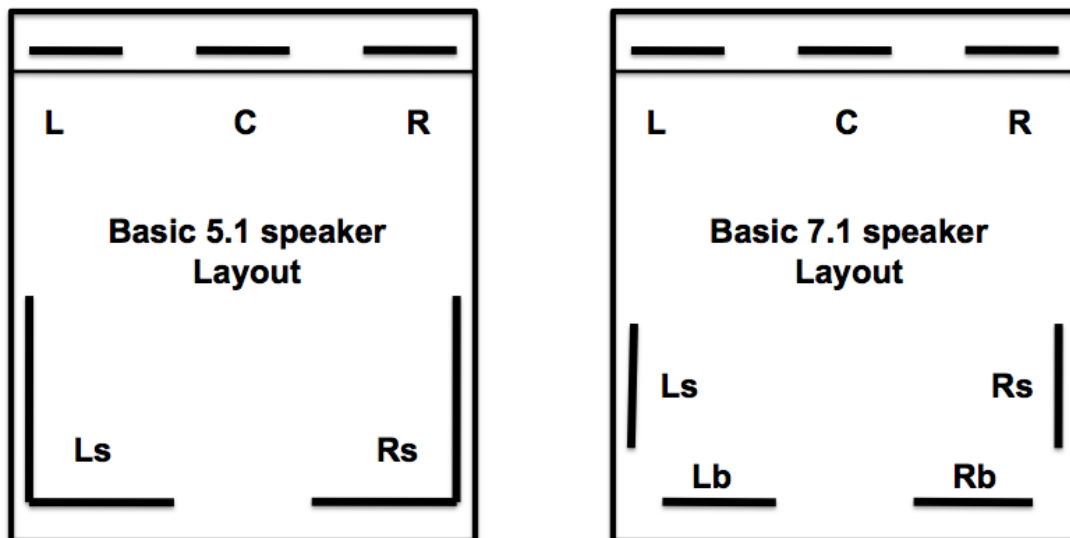 L C R
Basic 5.1 speaker
Layout
Ls Rs
L C R
Basic 7.1 speaker
Layout
Ls Rs
Lb Rb